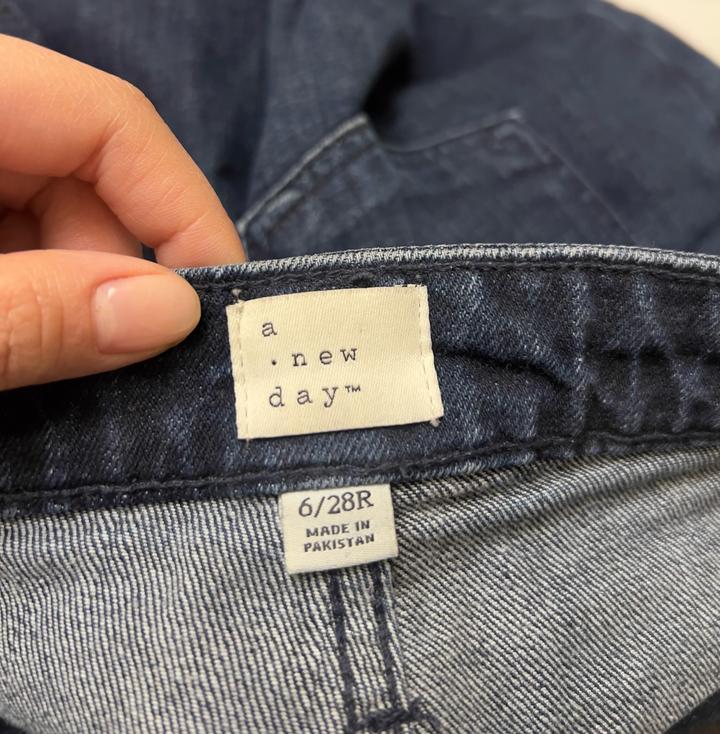 a
·new
day™
6/28R
MADE IN
PAKISTAN